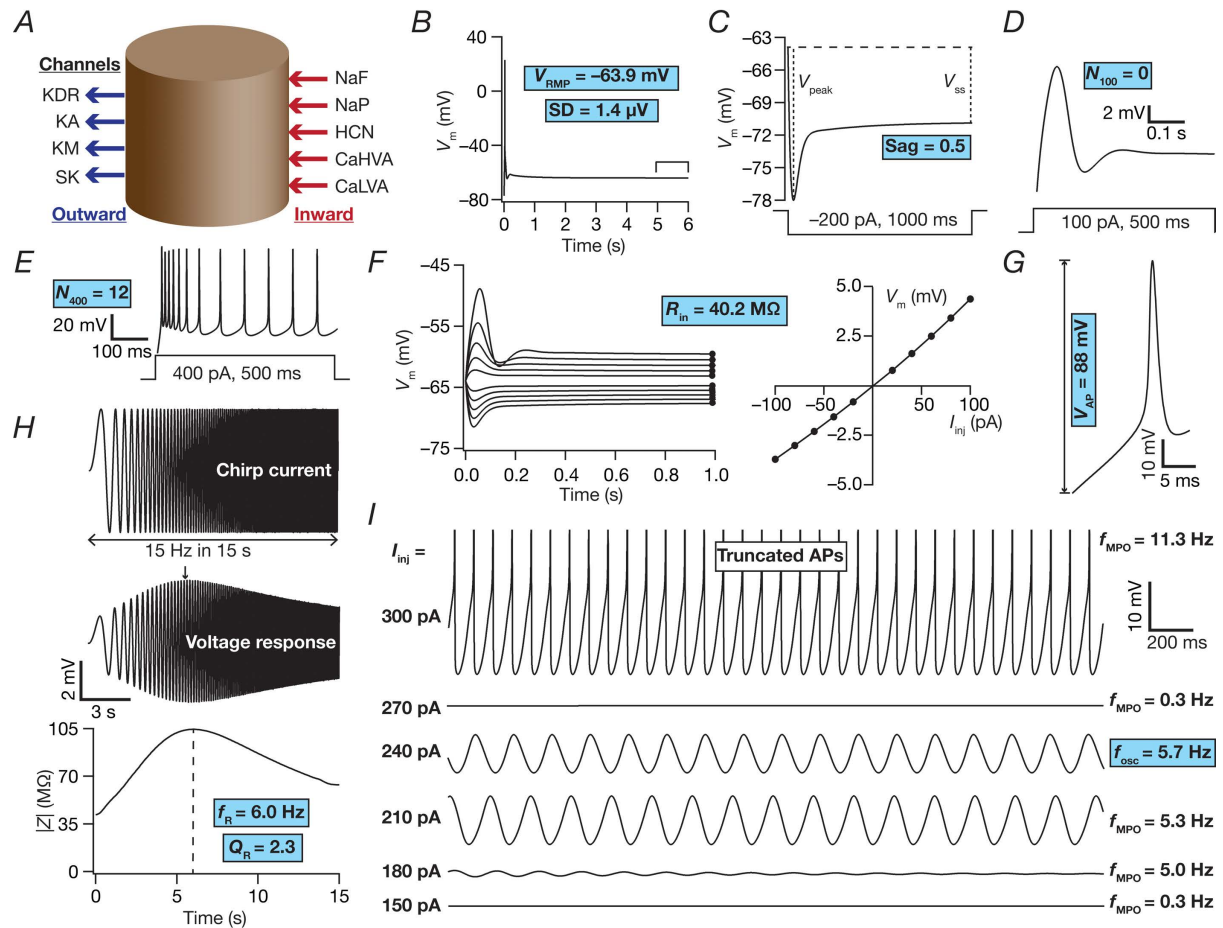 A
Channels
KDR
KA
KM
SK
Outward
NaF
NaP
HCN
CaHVA
CaLVA
Inward
B
40
0
−40
−80
Vm (mV)
VRMP = −63.9 mV
SD = 1.4 µV
0 1 2 3 4 5 6
Time (s)
C
−63
−66
−69
−72
−75
−78
Vm (mV)
Vpeak
Vss
Sag = 0.5
−200 pA, 1000 ms
D
N100 = 0
2 mV
0.1 s
100 pA, 500 ms
E
N400 = 12
20 mV
100 ms
400 pA, 500 ms
F
−45
−55
−65
−75
Vm (mV)
0.0 0.2 0.4 0.6 0.8 1.0
Time (s)
Rin = 40.2 MΩ
Vm (mV)
5.0
2.5
−2.5
−5.0
−100 −50 50 100
Iinj (pA)
G
VAP = 88 mV
10 mV
5 ms
H
Chirp current
15 Hz in 15 s
Voltage response
2 mV
3 s
105
70
35
0
|Z| (MΩ)
fR = 6.0 Hz
QR = 2.3
0 5 10 15
Time (s)
I
Iinj =
Truncated APs
fMPO = 11.3 Hz
300 pA
10 mV
200 ms
270 pA
fMPO = 0.3 Hz
240 pA
fosc = 5.7 Hz
210 pA
fMPO = 5.3 Hz
180 pA
fMPO = 5.0 Hz
150 pA
fMPO = 0.3 Hz